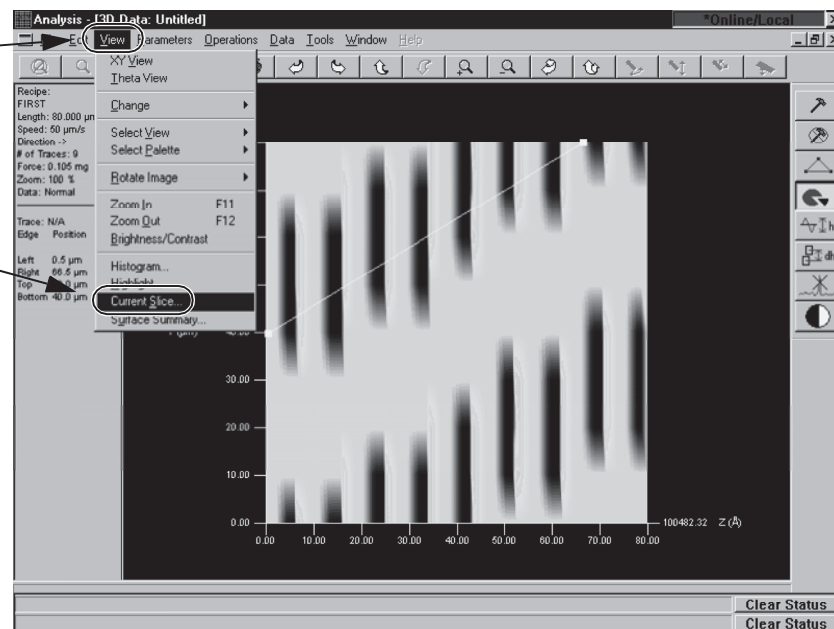 Analysis - [3D Data: Untitled]
*Online/Local
Edit View Parameters Operations Data Tools Window Help
XY View
Theta View
Change
Select View
Select Palette
Rotate Image
Zoom In F11
Zoom Out F12
Brightness/Contrast
Histogram...
Highlight
Current Slice...
Surface Summary...
Recipe:
FIRST
Length: 80.000 µm
Speed: 50 µm/s
Direction ->
# of Traces: 9
Force: 0.105 mg
Zoom: 100 %
Data: Normal
Trace: N/A
Edge Position
Left 0.5 µm
Right 66.5 µm
Top µm
Bottom 40.0 µm
30.00
20.00
10.00
0.00
0.00 10.00 20.00 30.00 40.00 50.00 60.00 70.00 80.00
100482.32 Z (Å)
h
dh
Clear Status
Clear Status